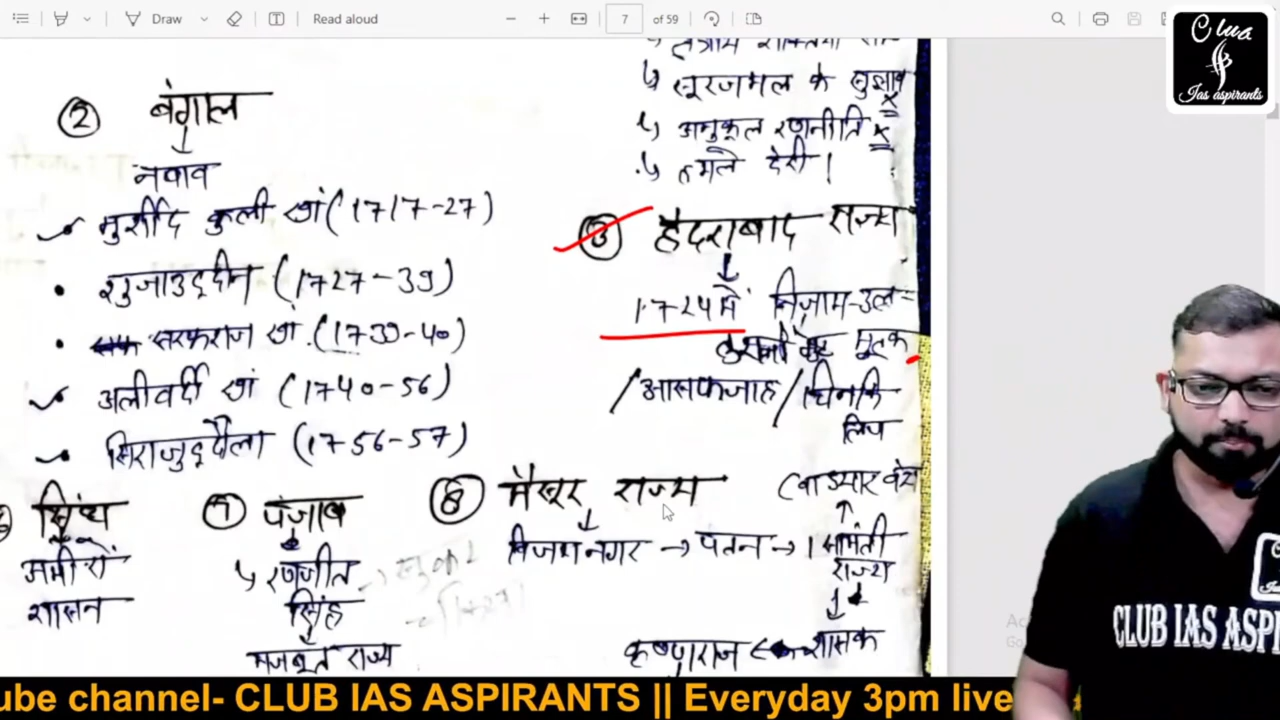 Draw
Read aloud
7 of 59
Club
Ias aspirants
सूरजमल के सुझाव ×
अनुकूल रणनीति ×
हमले देरी।
② बंगाल
नवाब
मुर्शीद कुली खां (1717-27)
शुजाउद्दीन (1727-39)
सरफराज खां (1739-40)
अलीवर्दी खां (1740-56)
सिराजुद्दौला (1756-57)
③ हैदराबाद राज्य
1724 में निज़ाम-उल-
मुल्क
/आसफजाह/चिनकि
लिच
सिंध
अमीरों
शासन
⑦ पंजाब
रणजीत
सिंह
मजबूत राज्य
⑧ मैसूर राज्य
(वाड्यार वंश
विजयनगर → पतन → सामंती
राज्य
कृष्णराज ← शासक
CLUB IAS ASPI
ube channel- CLUB IAS ASPIRANTS || Everyday 3pm live